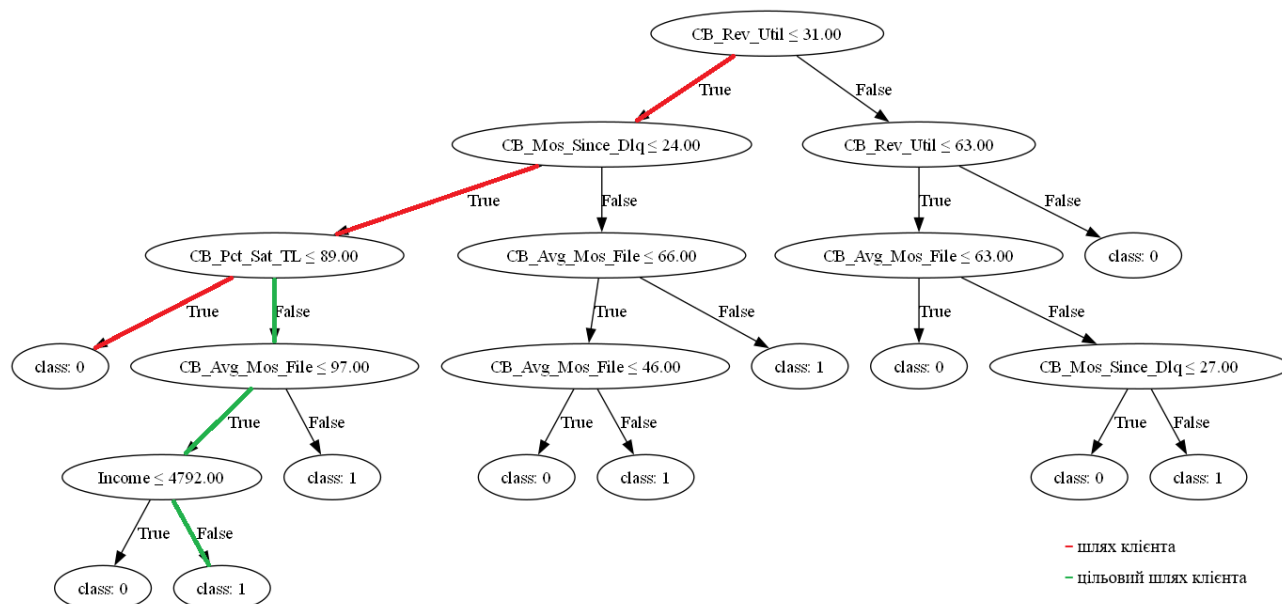 CB_Rev_Util ≤ 31.00
True
False
CB_Mos_Since_Dlq ≤ 24.00
CB_Rev_Util ≤ 63.00
True
False
True
False
CB_Pct_Sat_TL ≤ 89.00
CB_Avg_Mos_File ≤ 66.00
CB_Avg_Mos_File ≤ 63.00
class: 0
True
False
True
False
True
False
class: 0
CB_Avg_Mos_File ≤ 97.00
CB_Avg_Mos_File ≤ 46.00
class: 1
class: 0
CB_Mos_Since_Dlq ≤ 27.00
True
False
True
False
True
False
Income ≤ 4792.00
class: 1
class: 0
class: 1
class: 0
class: 1
True
False
class: 0
class: 1
шлях клієнта
цільовий шлях клієнта